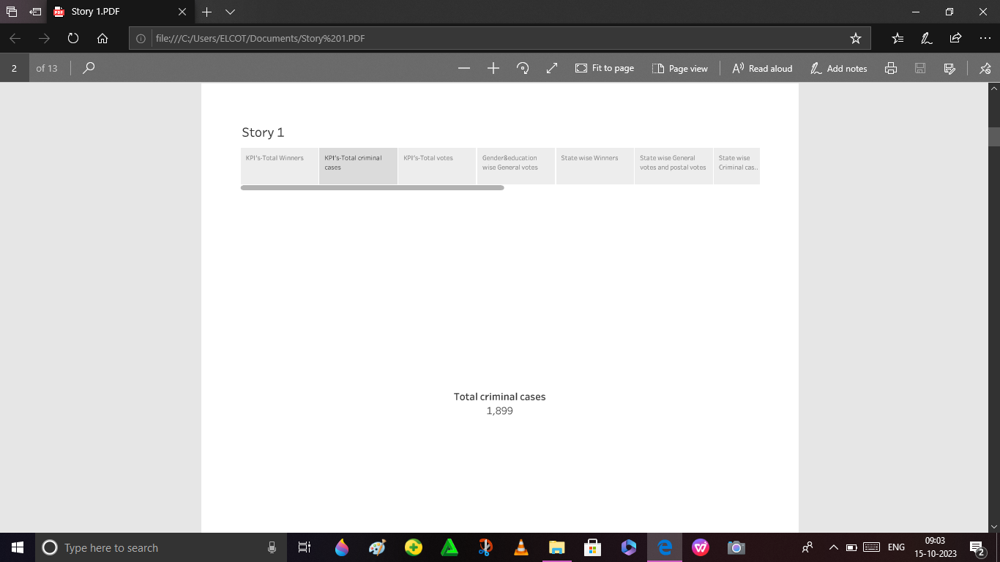 Story 1.PDF
file:///C:/Users/ELCOT/Documents/Story%201.PDF
2 of 13
Fit to page
Page view
Read aloud
Add notes
Story 1
KPI's-Total Winners
KPI's-Total criminal
cases
KPI's-Total votes
Gender&education
wise General votes
State wise Winners
State wise General
votes and postal votes
State wise
Criminal cas..
Total criminal cases
1,899
Type here to search
ENG
09:03
15-10-2023
2